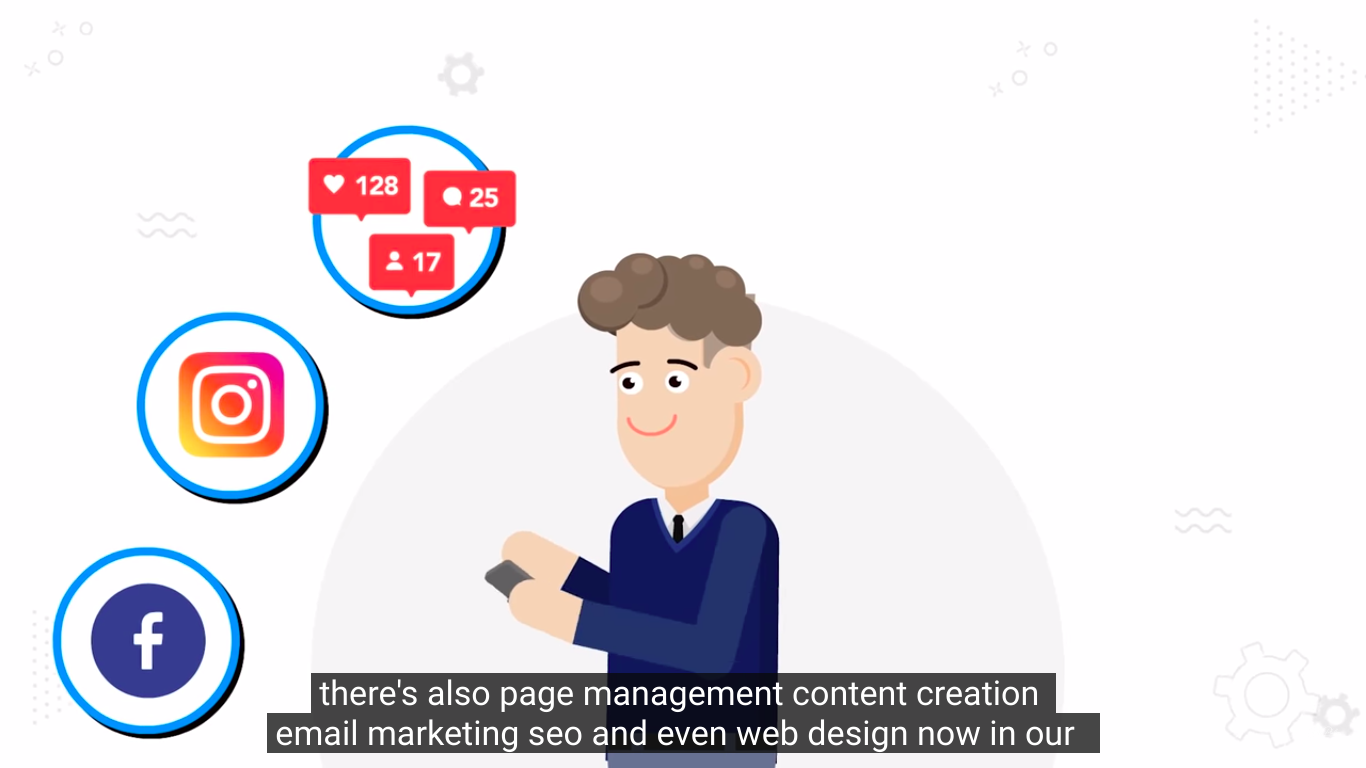 128
25
17
f
there's also page management content creation
email marketing seo and even web design now in our